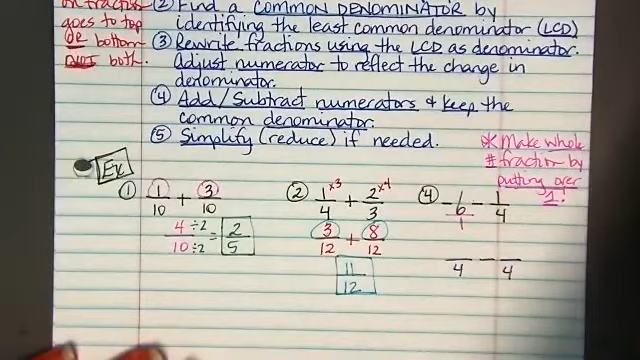 ② Find a COMMON DENOMINATOR by
identifying the least common denominator (LCD)
③ Rewrite fractions using the LCD as denominator.
Adjust numerator to reflect the change in
denominator.
④ Add/Subtract numerators & keep the
common denominator.
⑤ Simplify (reduce) if needed.
goes to top
or bottom
NOT both.
* Make whole
# fraction by
putting over
1!
Ex
① 1/10 + 3/10
4 ÷2 / 10 ÷2 = 2/5
② 1/4 ×3 + 2/3 ×4
3/12 + 8/12
11/12
④ - 6/1 - 1/4
/4 - /4